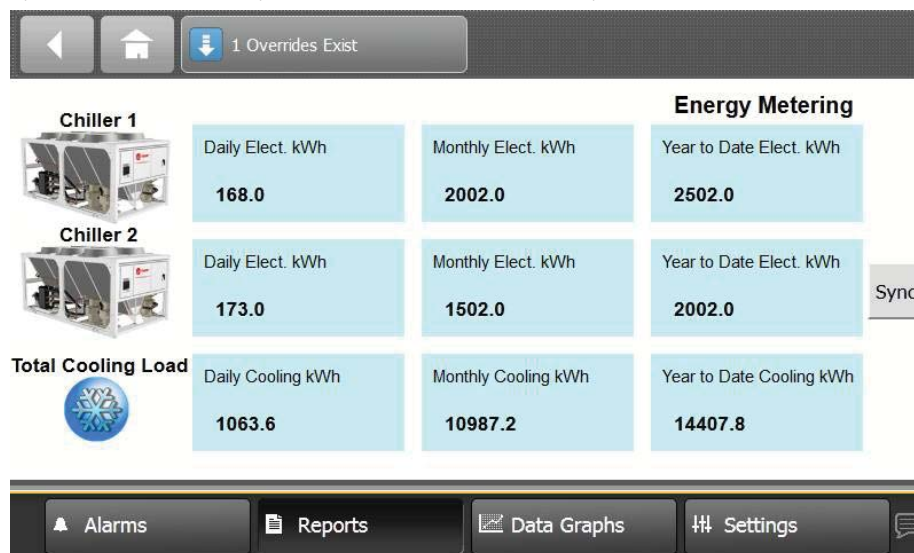 1 Overrides Exist
Energy Metering
Chiller 1
Daily Elect. kWh
168.0
Monthly Elect. kWh
2002.0
Year to Date Elect. kWh
2502.0
Chiller 2
Daily Elect. kWh
173.0
Monthly Elect. kWh
1502.0
Year to Date Elect. kWh
2002.0
Sync
Total Cooling Load
Daily Cooling kWh
1063.6
Monthly Cooling kWh
10987.2
Year to Date Cooling kWh
14407.8
Alarms
Reports
Data Graphs
Settings